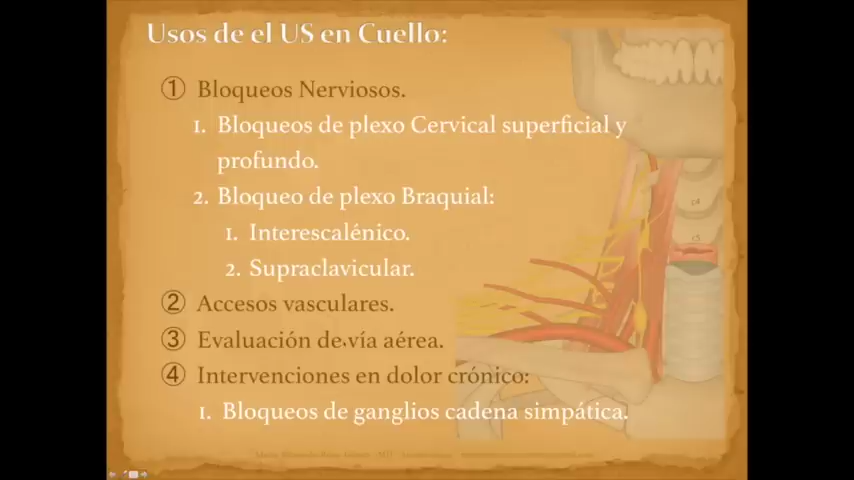 Usos de el US en Cuello:
① Bloqueos Nerviosos.
1. Bloqueos de plexo Cervical superficial y
profundo.
2. Bloqueo de plexo Braquial:
1. Interescalénico.
2. Supraclavicular.
② Accesos vasculares.
③ Evaluación de vía aérea.
④ Intervenciones en dolor crónico:
1. Bloqueos de ganglios cadena simpática.
C4
C5